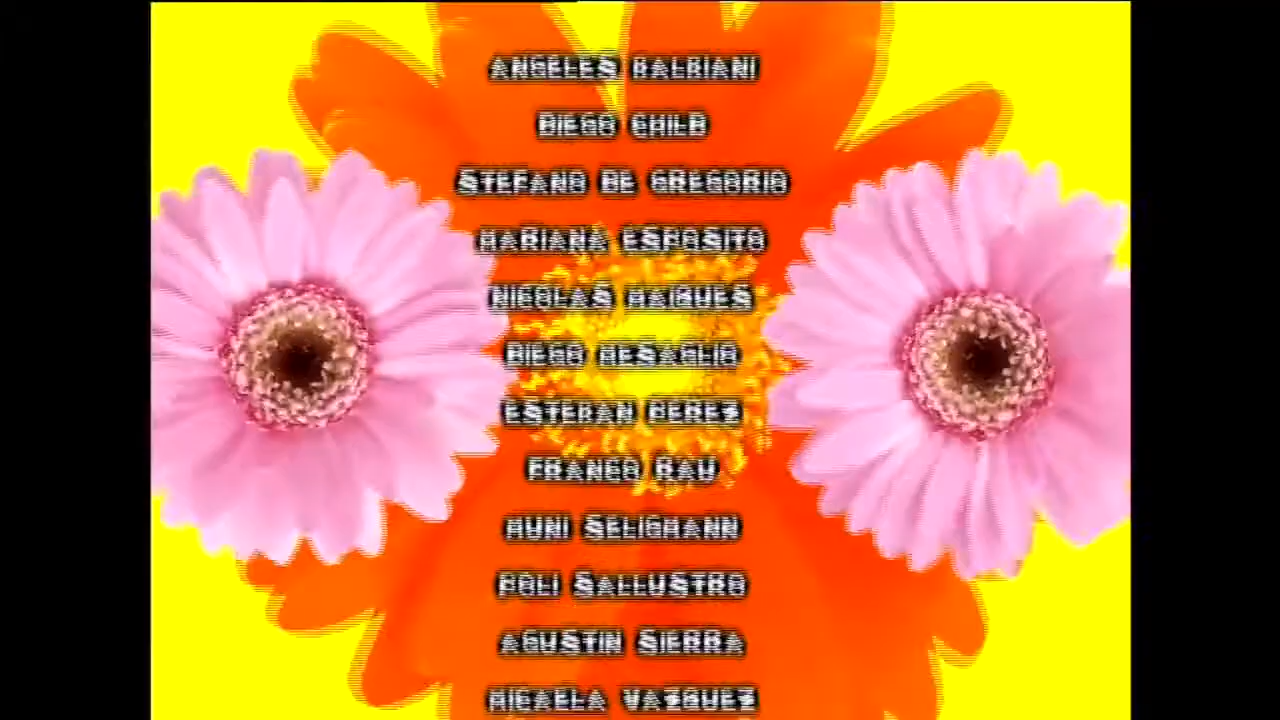 ANGELES BALBIANI
DIEGO CHILD
STEFANO DE GREGORIO
MARIANA ESPOSITO
NICOLAS MAIQUES
DIEGO MESAGLIO
ESTEBAN PEREZ
FRANCO RAU
MUNI SELIGMANN
POLI SALLUSTRO
AGUSTIN SIERRA
MICAELA VAZQUEZ